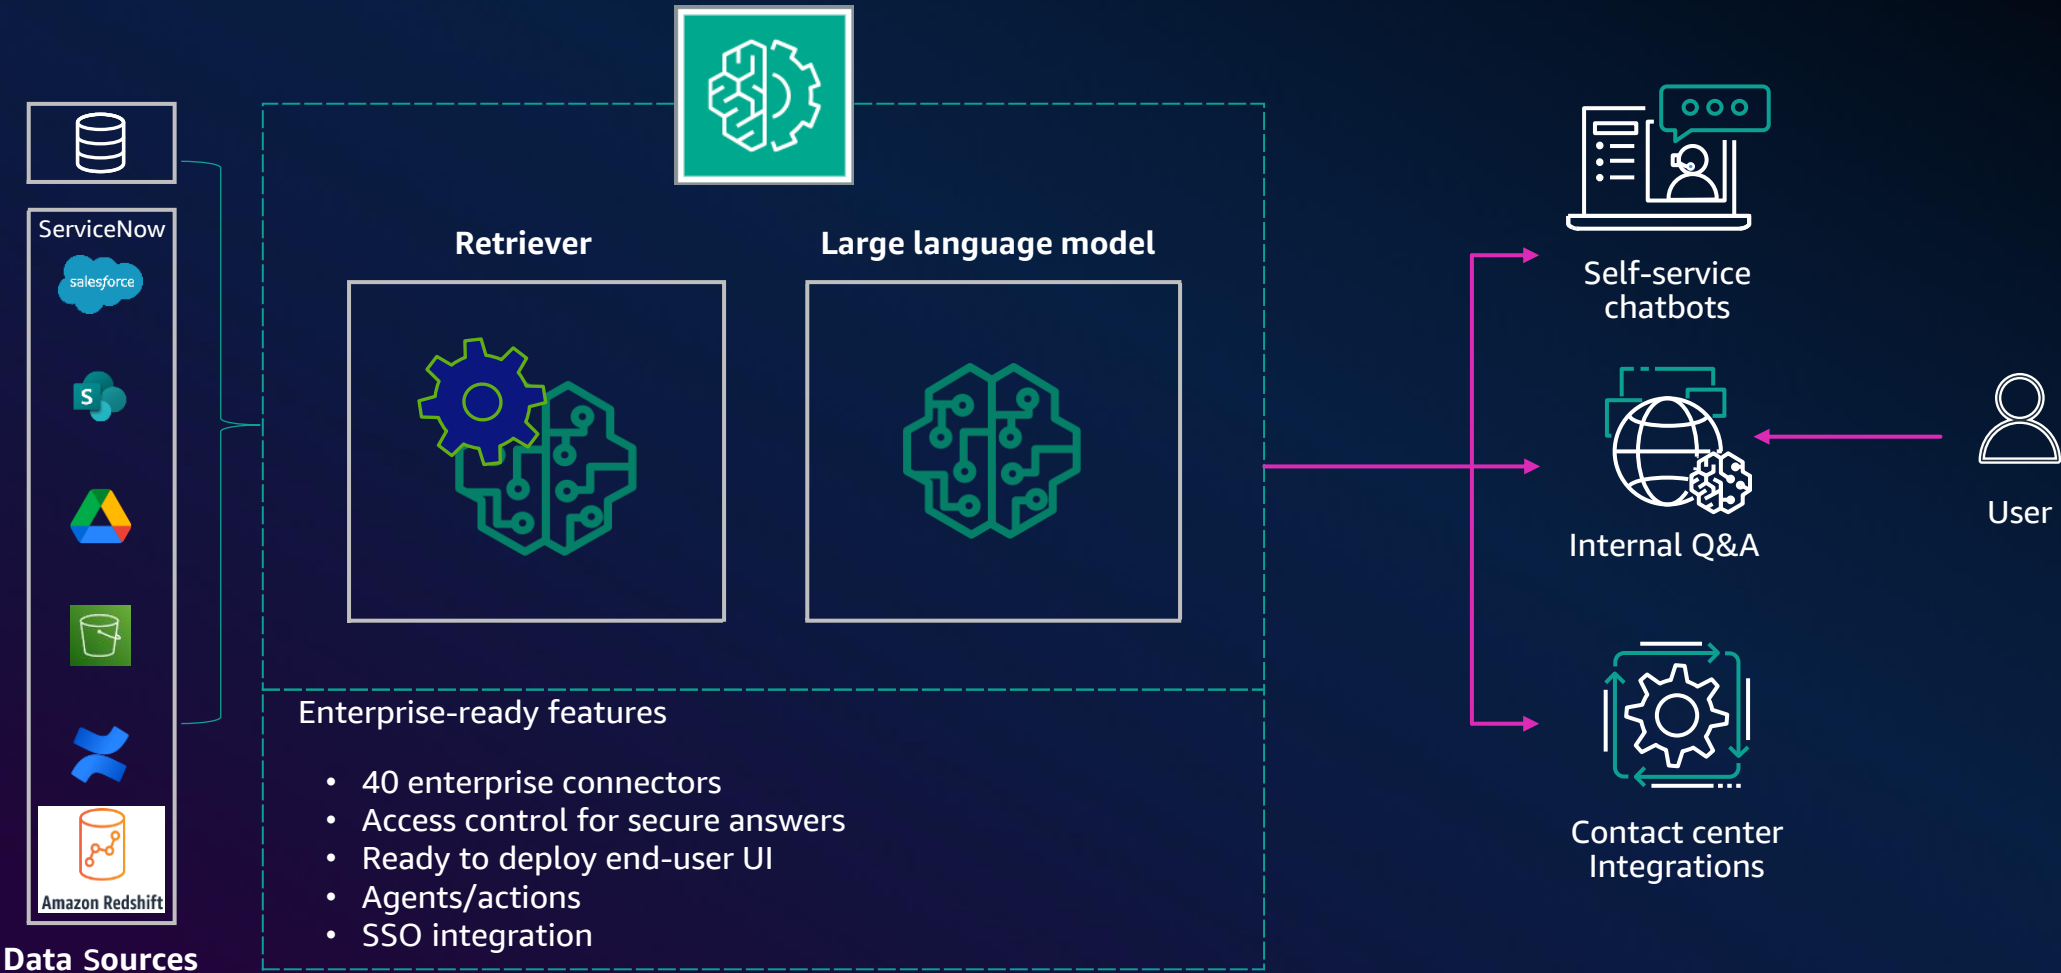 ServiceNow
salesforce
S
Amazon Redshift
Data Sources
Retriever
Large language model
Enterprise-ready features
• 40 enterprise connectors
• Access control for secure answers
• Ready to deploy end-user UI
• Agents/actions
• SSO integration
Self-service
chatbots
Internal Q&A
Contact center
Integrations
User